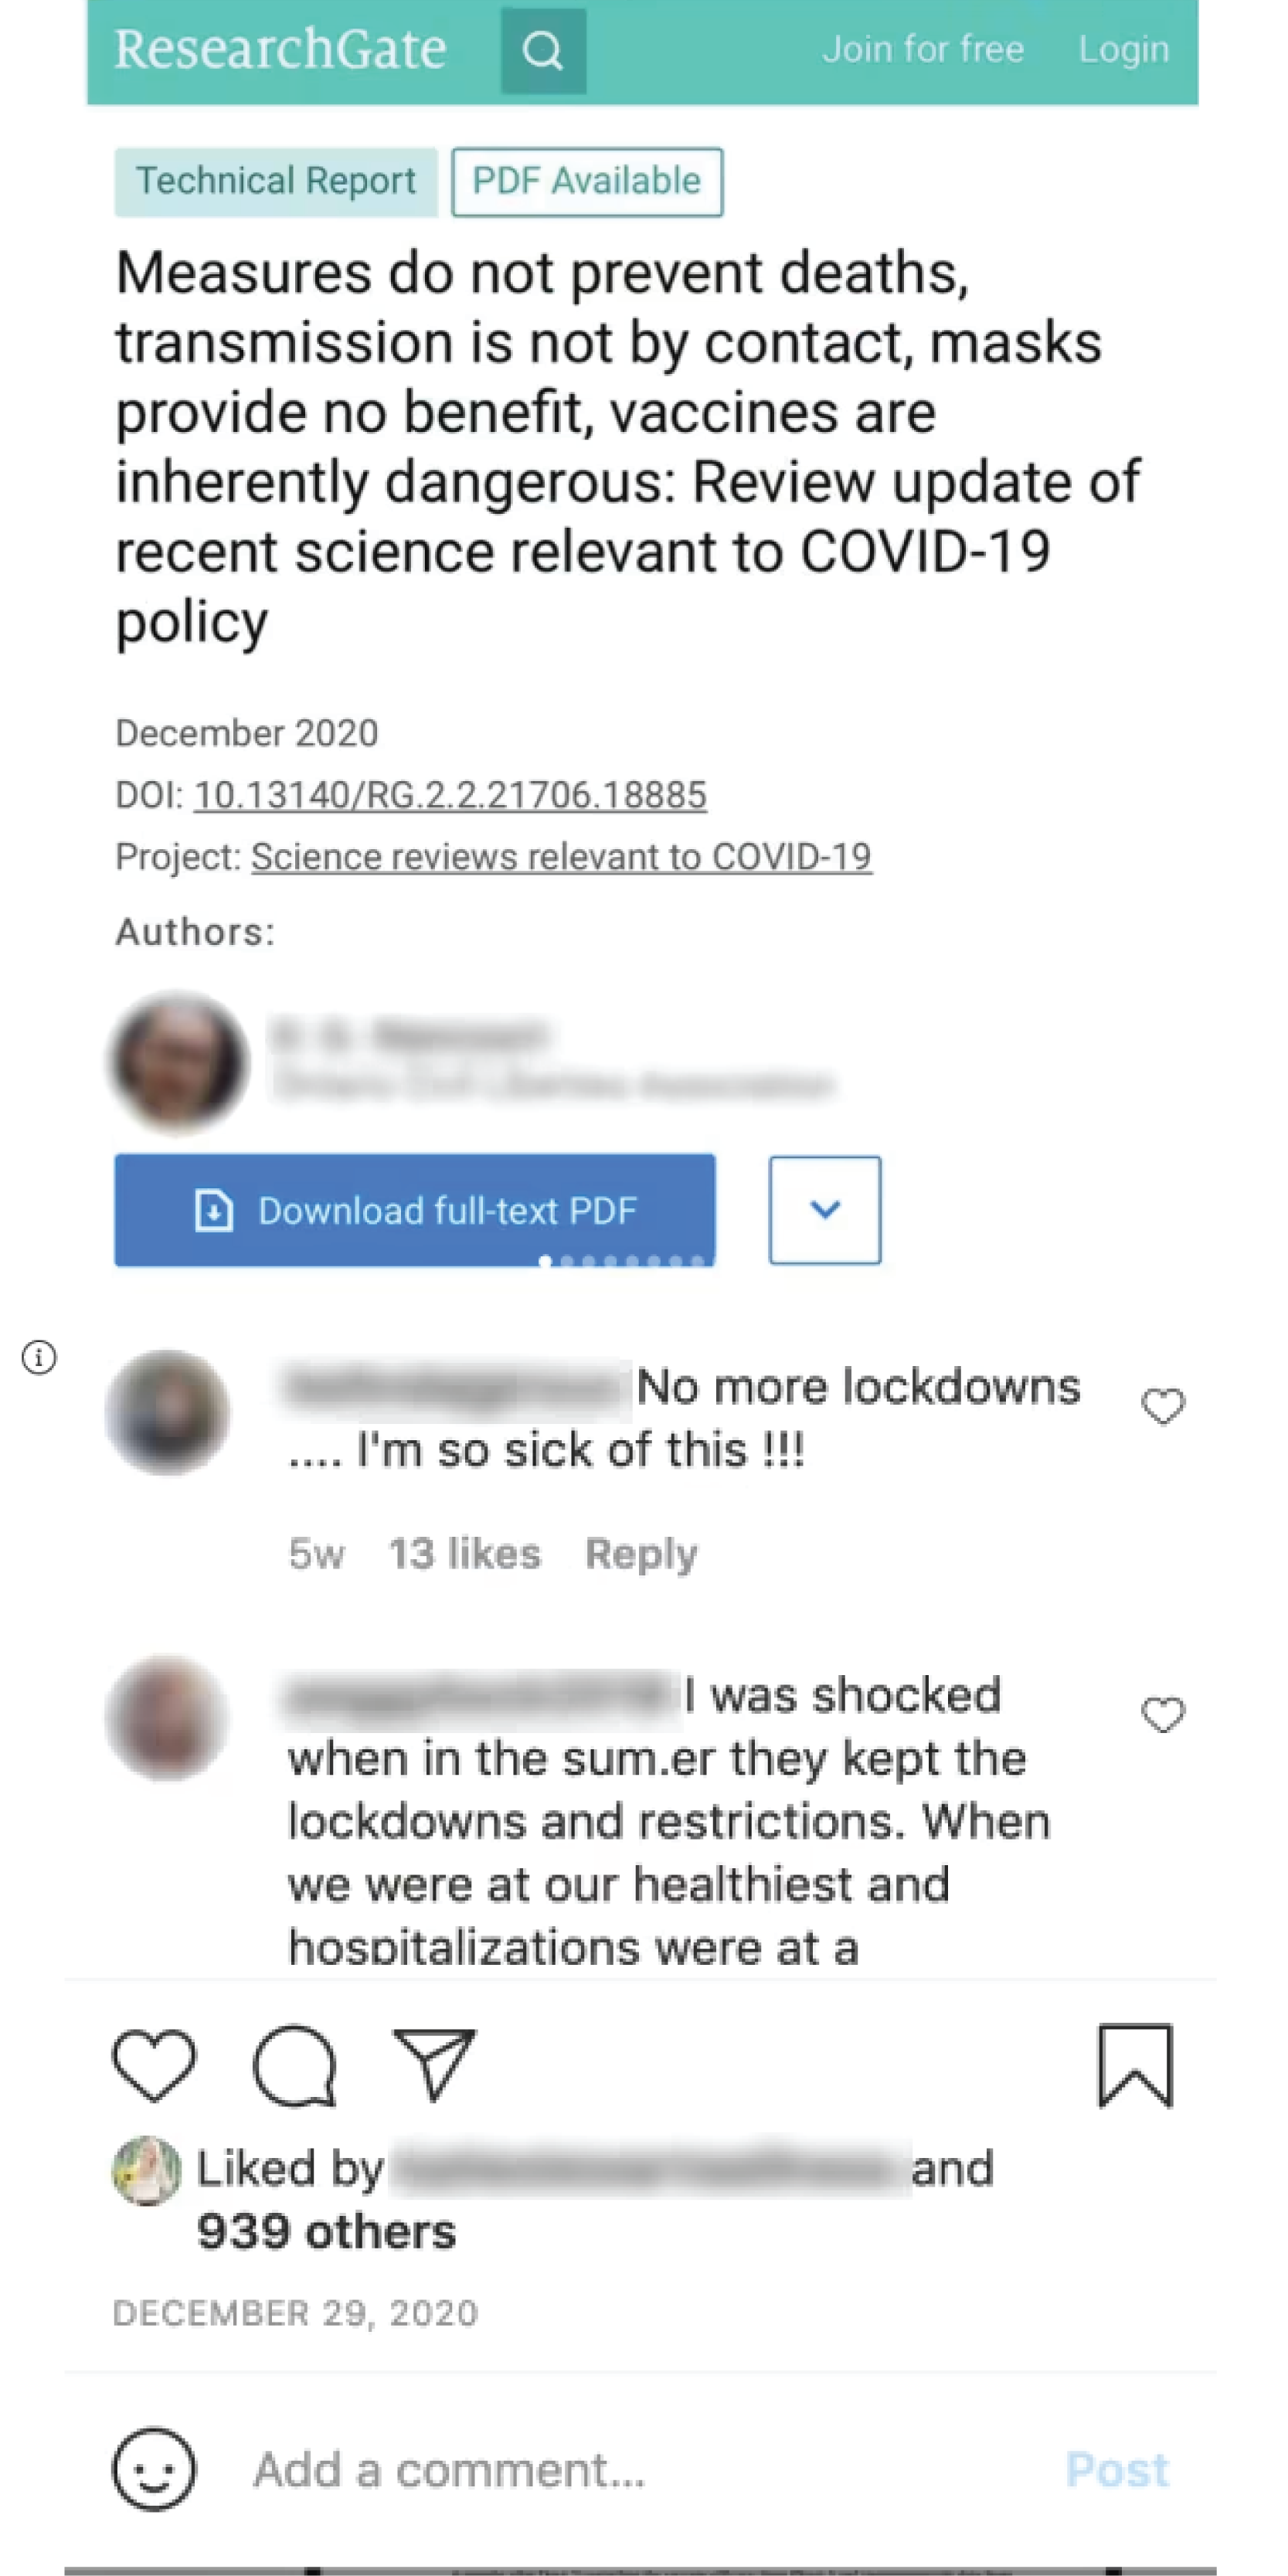 ResearchGate
Join for free Login
Technical Report PDF Available
Measures do not prevent deaths,
transmission is not by contact, masks
provide no benefit, vaccines are
inherently dangerous: Review update of
recent science relevant to COVID-19
policy
December 2020
DOI: 10.13140/RG.2.2.21706.18885
Project: Science reviews relevant to COVID-19
Authors:
Download full-text PDF
No more lockdowns
.... I'm so sick of this !!!
5w 13 likes Reply
I was shocked
when in the sum.er they kept the
lockdowns and restrictions. When
we were at our healthiest and
hospitalizations were at a
Liked by and
939 others
DECEMBER 29, 2020
Add a comment... Post